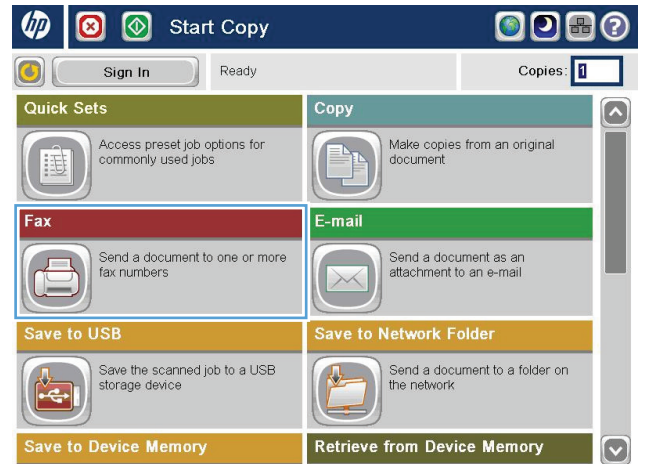 hp
Start Copy
?
Sign In
Ready
Copies: 1
Quick Sets
Access preset job options for
commonly used jobs
Copy
Make copies from an original
document
Fax
Send a document to one or more
fax numbers
E-mail
Send a document as an
attachment to an e-mail
Save to USB
Save the scanned job to a USB
storage device
Save to Network Folder
Send a document to a folder on
the network
Save to Device Memory
Retrieve from Device Memory